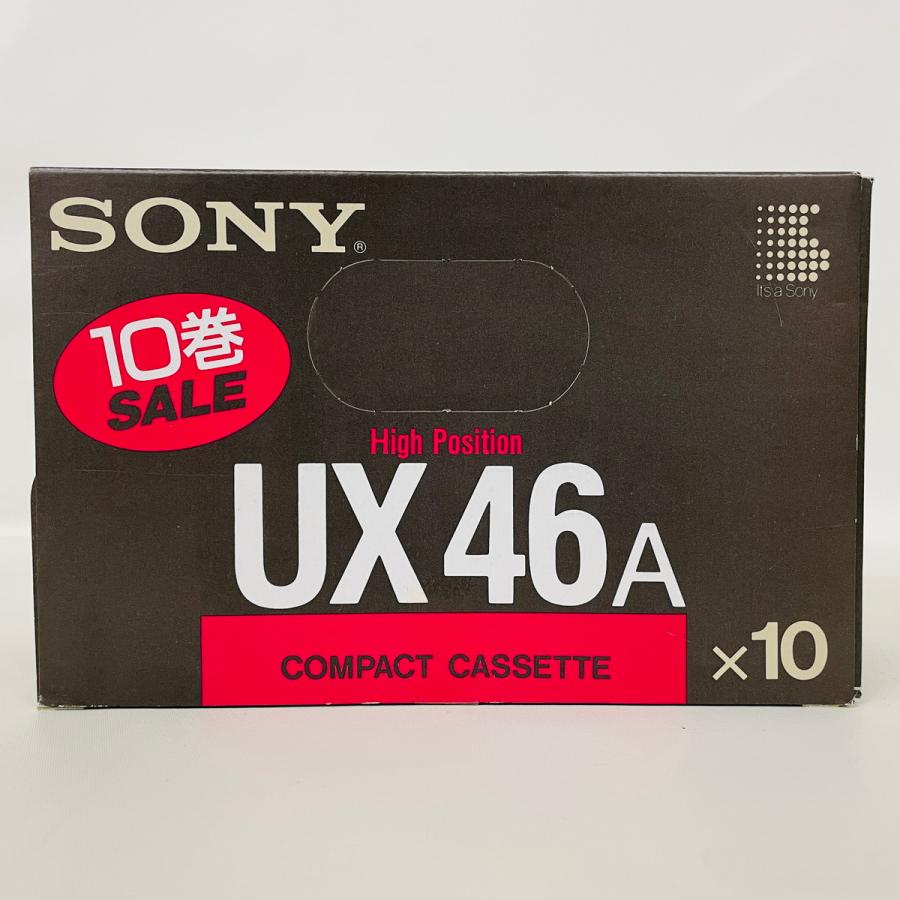 SONY®
It's a Sony
10巻
SALE
High Position
UX 46A
COMPACT CASSETTE
×10